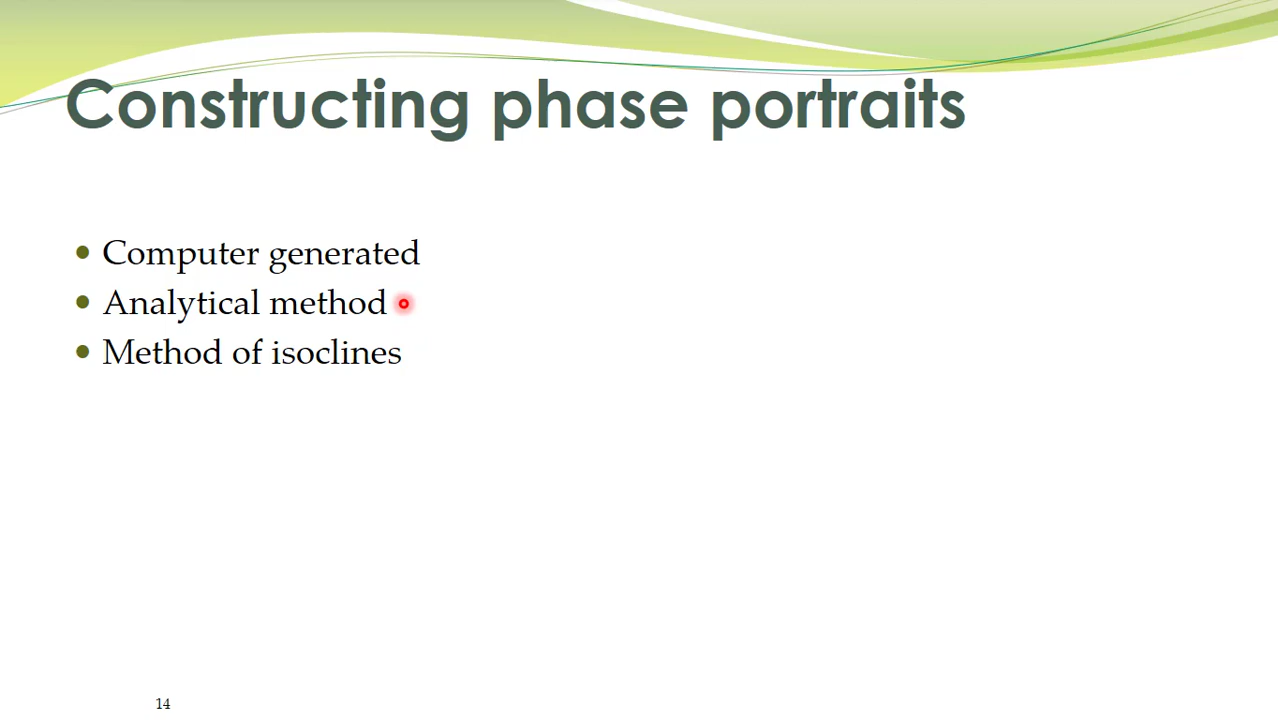 Constructing phase portraits
• Computer generated
• Analytical method
• Method of isoclines
14